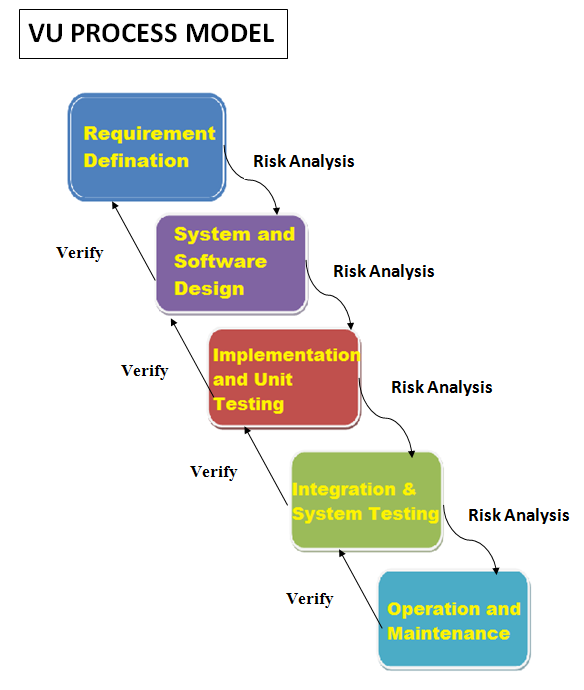 VU PROCESS MODEL
Requirement
Defination
Risk Analysis
System and
Software
Design
Verify
Risk Analysis
Implementation
and Unit
Testing
Verify
Risk Analysis
Integration &
System Testing
Verify
Risk Analysis
Operation and
Maintenance
Verify